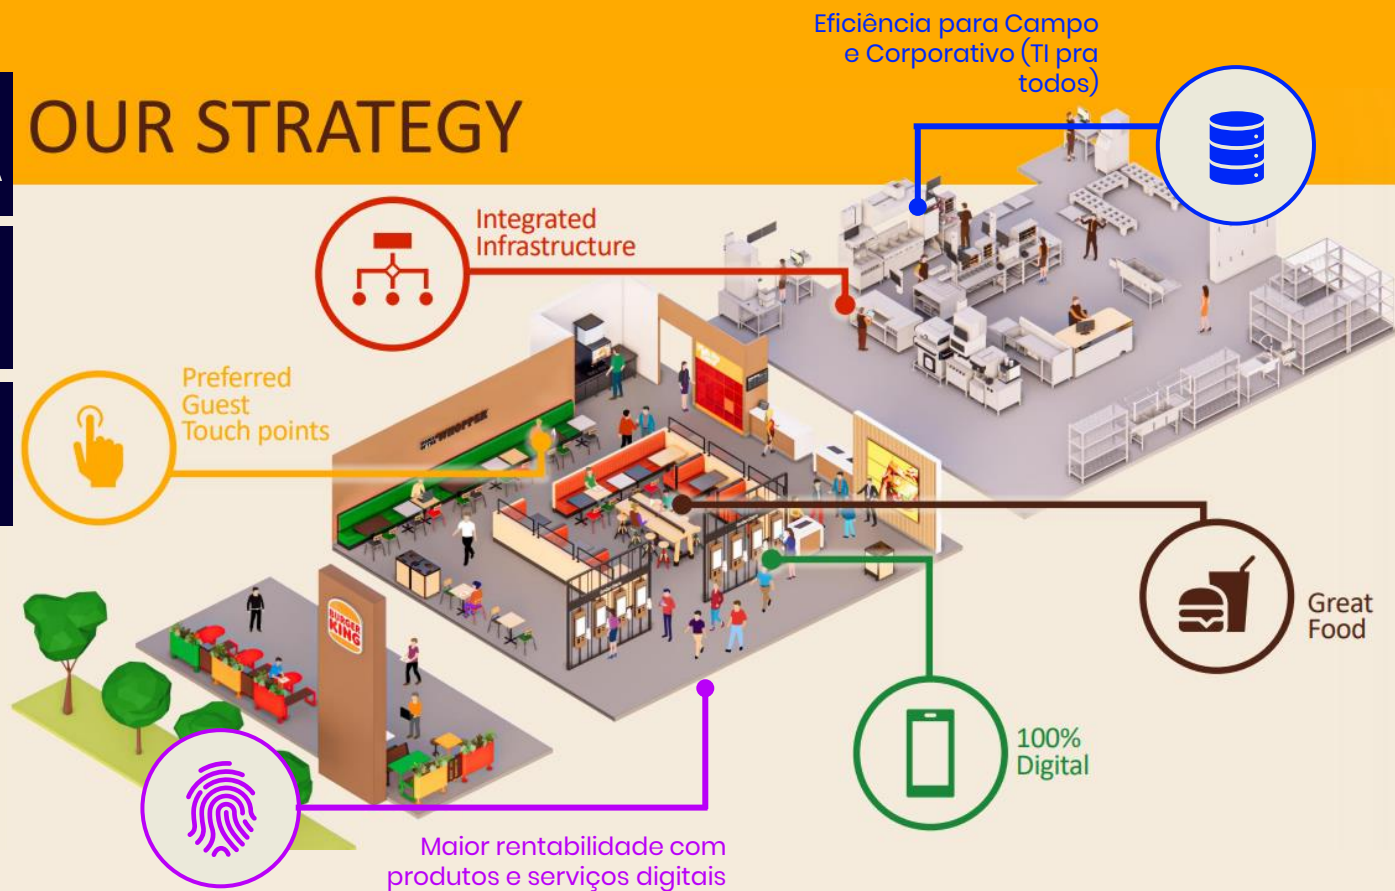 Eficiência para Campo
e Corporativo (TI pra
todos)
OUR STRATEGY
A
Integrated
Infrastructure
Preferred
Guest
Touch points
WHOPPER
BURGER
KING
Great
Food
100%
Digital
Maior rentabilidade com
produtos e serviços digitais